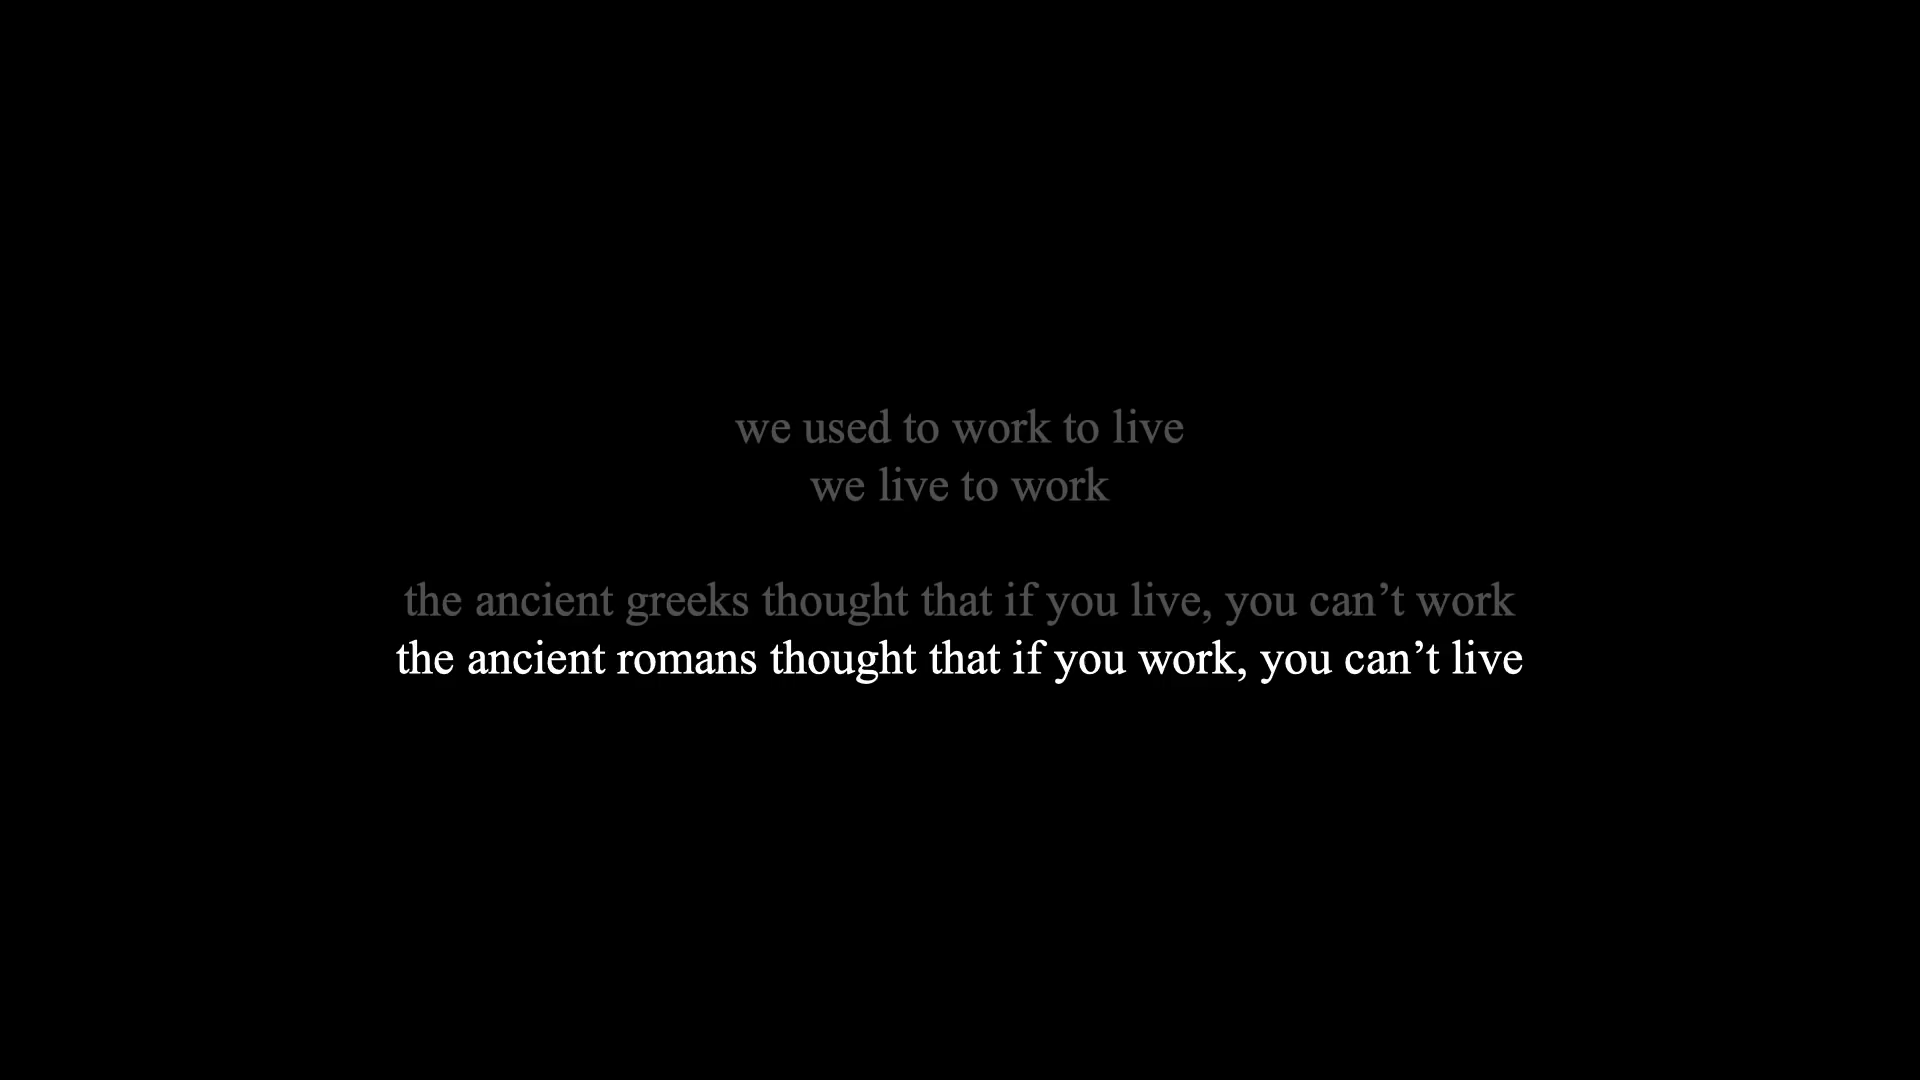 we used to work to live
we live to work
the ancient greeks thought that if you live, you can’t work
the ancient romans thought that if you work, you can’t live